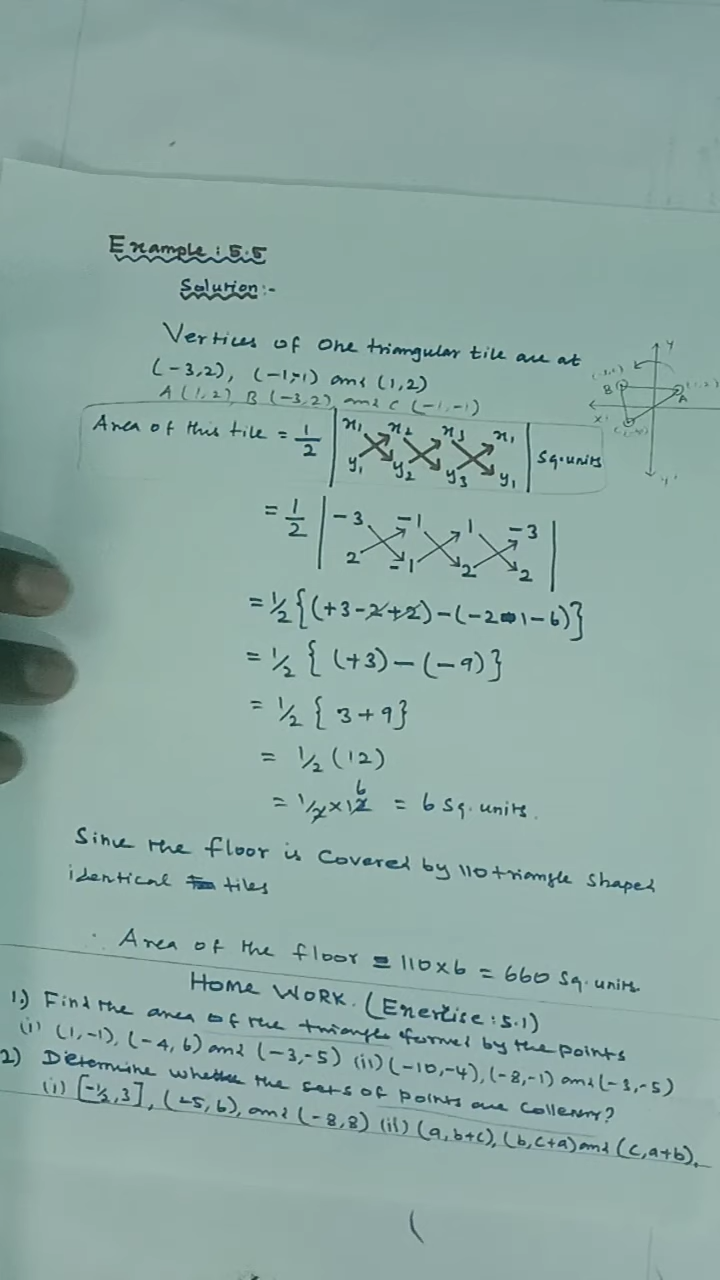 Example : 5.5
Solution:-
Vertices of one triangular tile are at
(-3,2), (-1,-1) and (1,2)
A(1,2), B(-3,2) and C(-1,-1)
Area of this tile = 1/2 | x1 x2 x3 x1
y1 y2 y3 y1 | Sq.units
= 1/2 | -3 -1 1 -3
2 -1 2 2 |
= 1/2 {(+3-2+2)-(-2-1-6)}
= 1/2 { (+3)-(-9)}
= 1/2 { 3+9}
= 1/2 (12)
= 1/2 x 12 6 = 6 Sq. units.
Since the floor is covered by 110 triangle shaped
identical tiles
∴ Area of the floor = 110x6 = 660 Sq. units.
Home Work. (Exercise: 5.1)
1.) Find the area of the triangle formed by the points
(i) (1,-1), (-4,6) and (-3,-5) (ii) (-10,-4), (-8,-1) and (-3,-5)
2) Determine whether the sets of points are collenry?
(i) [-1/2,3], (-5,6), and (-8,8) (ii) (a,b+c), (b,c+a) and (c,a+b).
Y
B
A
X'